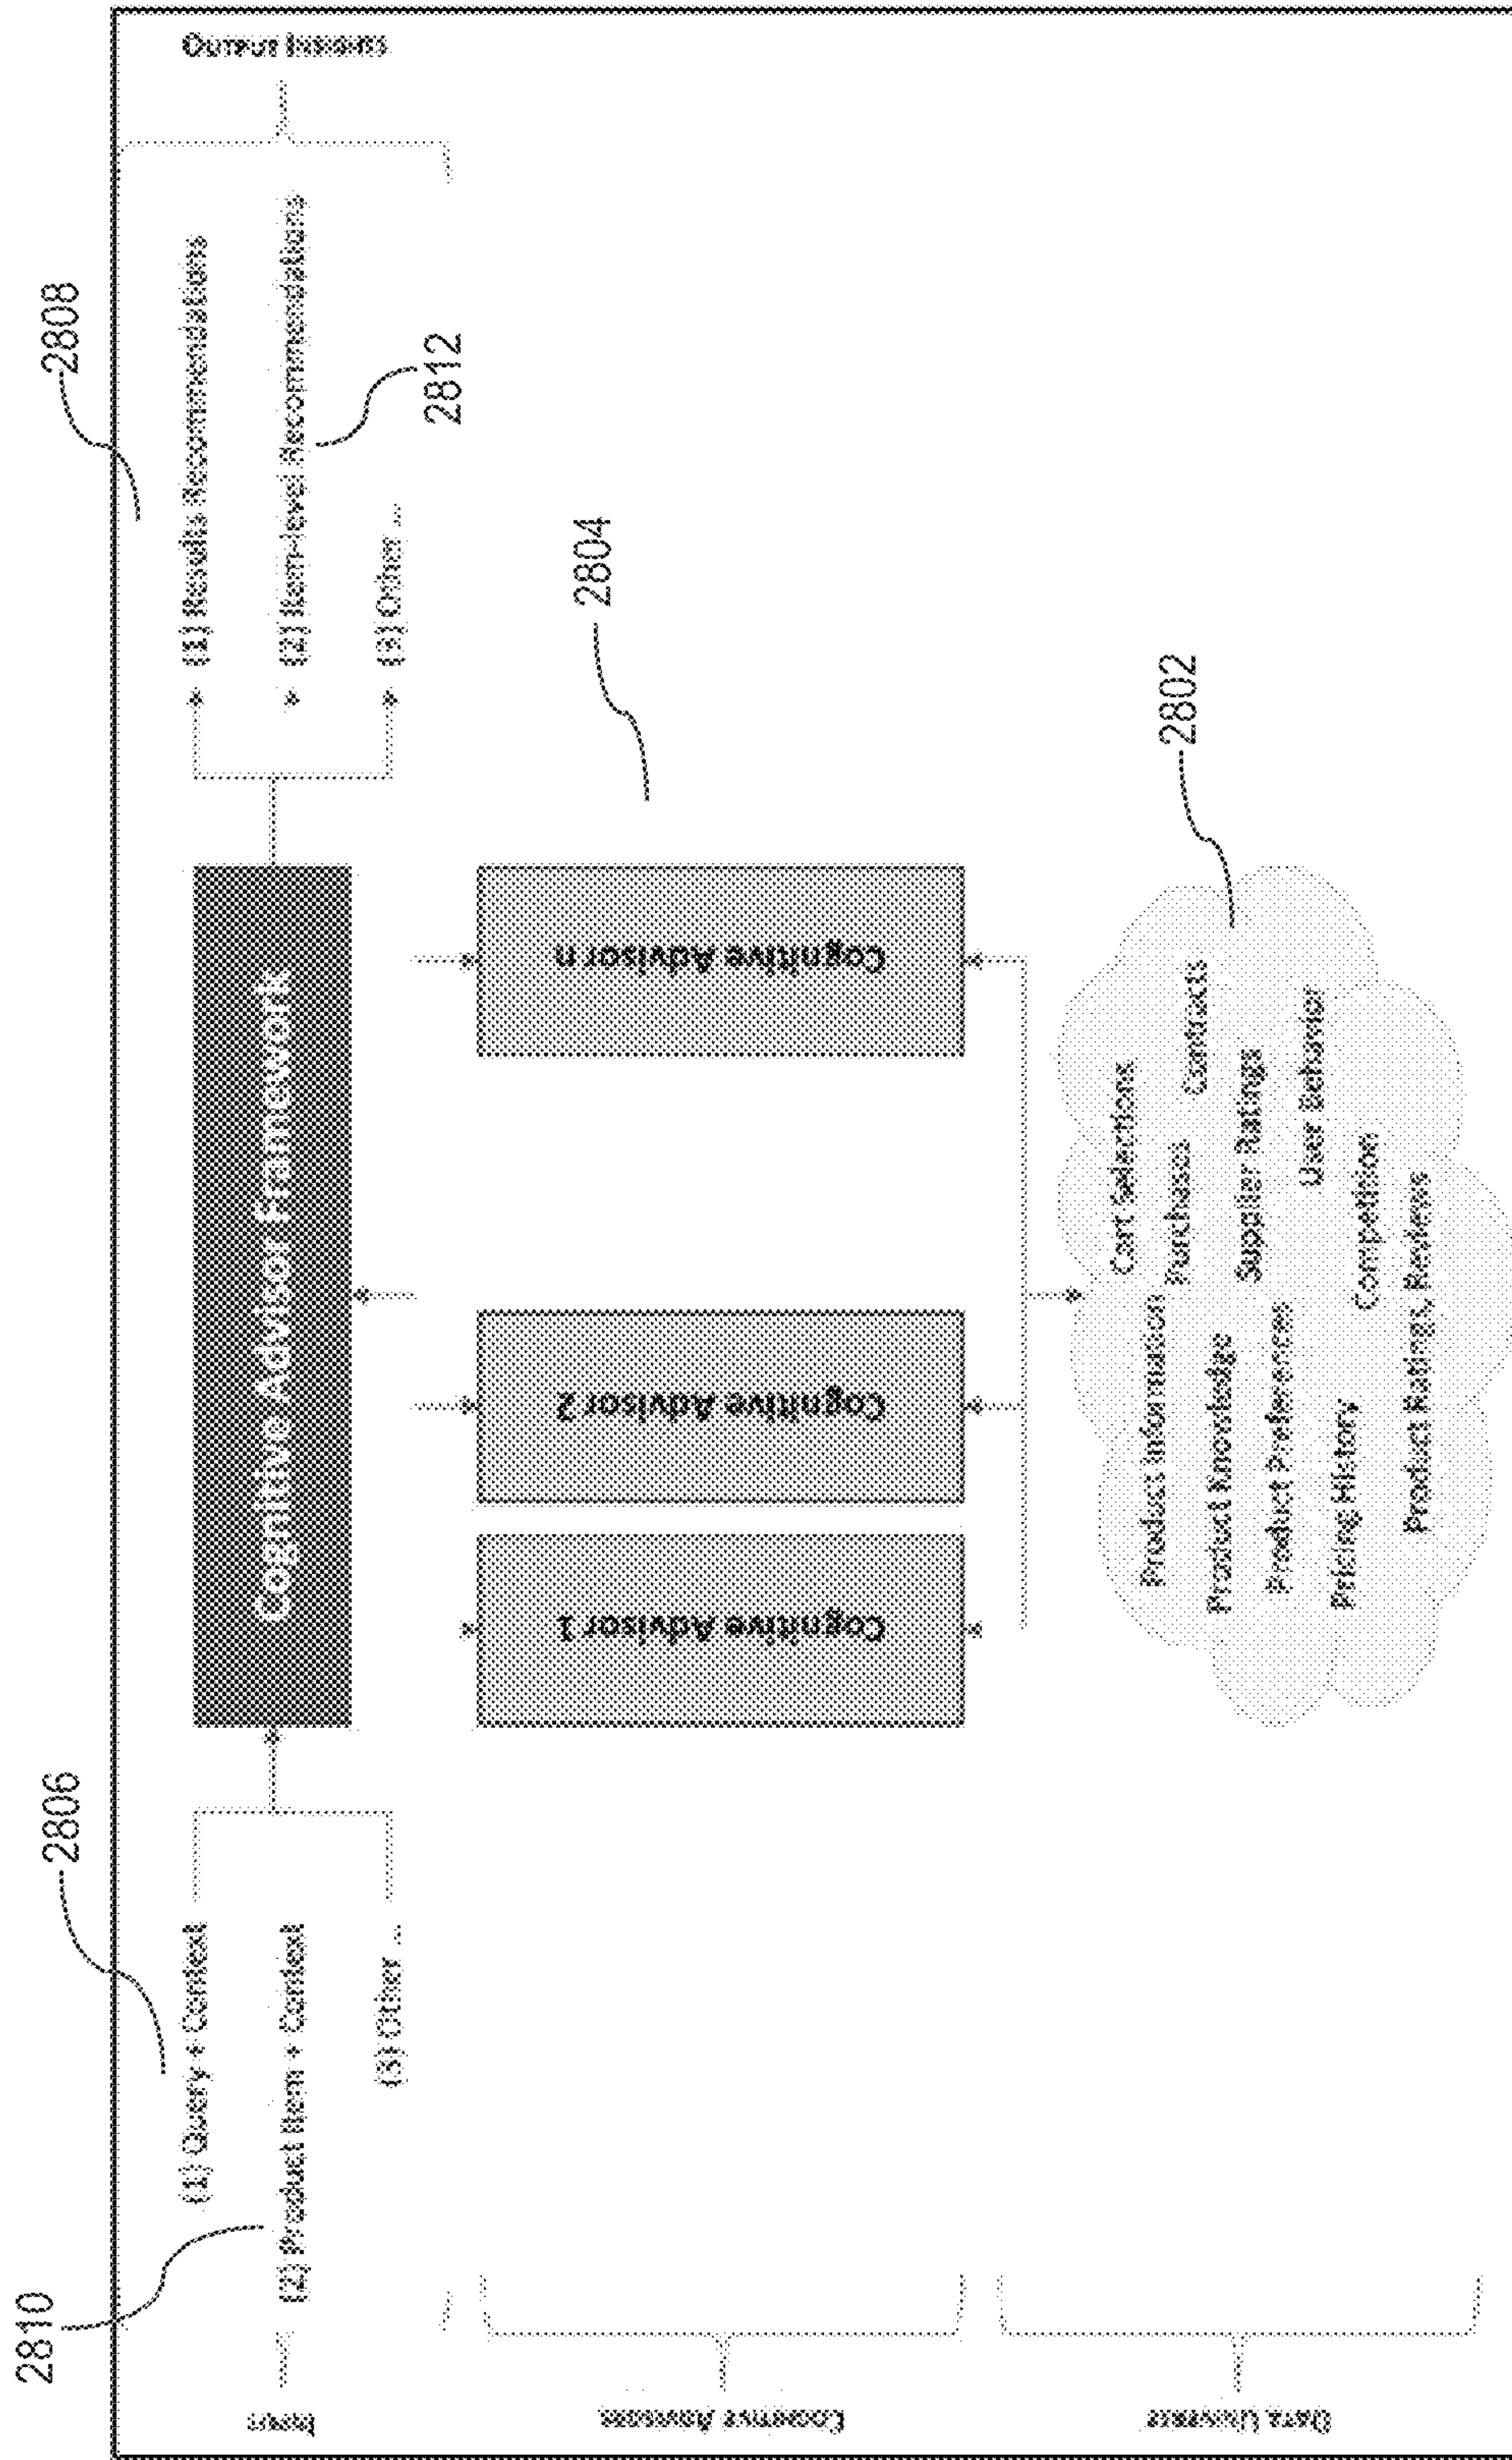 2810
2806
2808
INPUT
(1) Query + Context
(2) Product Item + Context
(3) Other ...
Cognitive Advisor Framework
(1) Results Recommendations
(2) Item-level Recommendations
(3) Other ...
OUTPUT INSIGHTS
2812
2804
COGNITIVE ADVISORS
Cognitive Advisor 1
Cognitive Advisor 2
Cognitive Advisor n
2802
DATA UNIVERSE
Cart Selections
Product Information
Purchases
Contracts
Product Knowledge
Supplier Ratings
Product Preferences
User Behavior
Pricing History
Competition
Product Ratings, Reviews